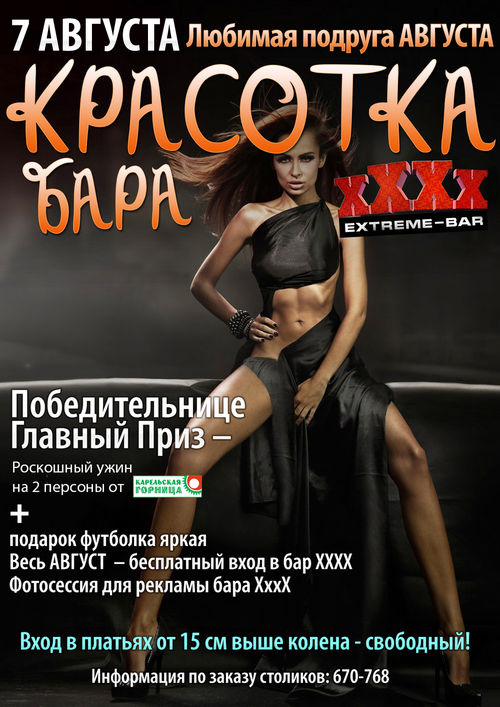 7 АВГУСТА Любимая подруга АВГУСТА
КРАСОТКА
БАРА
XXXX
EXTREME-BAR
Победительнице
Главный Приз –
Роскошный ужин
на 2 персоны от КАРЕЛЬСКАЯ ГОРНИЦА
+
подарок футболка яркая
Весь АВГУСТ – бесплатный вход в бар XXXX
Фотосессия для рекламы бара XxxX
Вход в платьях от 15 см выше колена - свободный!
Информация по заказу столиков: 670-768